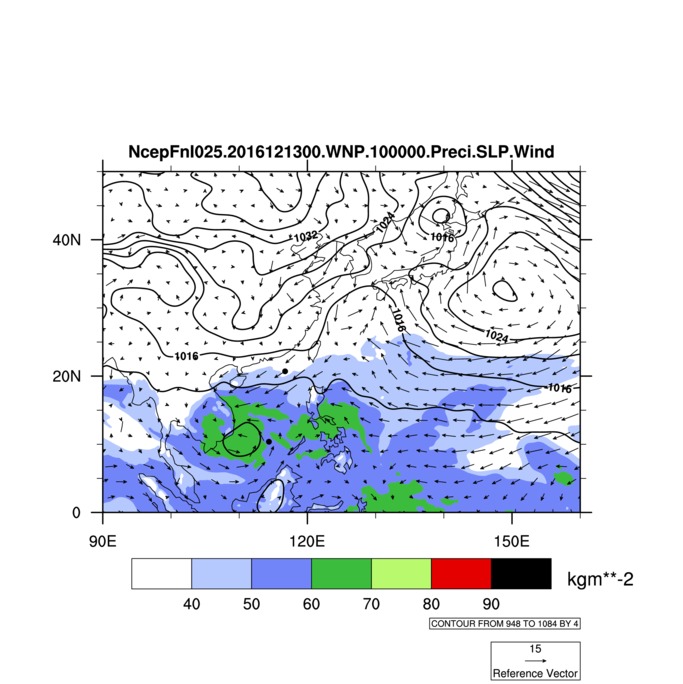 NcepFnl025.2016121300.WNP.100000.Preci.SLP.Wind
1032
1024
1016
40N
1016
1024
1016
20N
1016
0
90E 120E 150E
40 50 60 70 80 90
kgm**-2
CONTOUR FROM 948 TO 1084 BY 4
15
Reference Vector